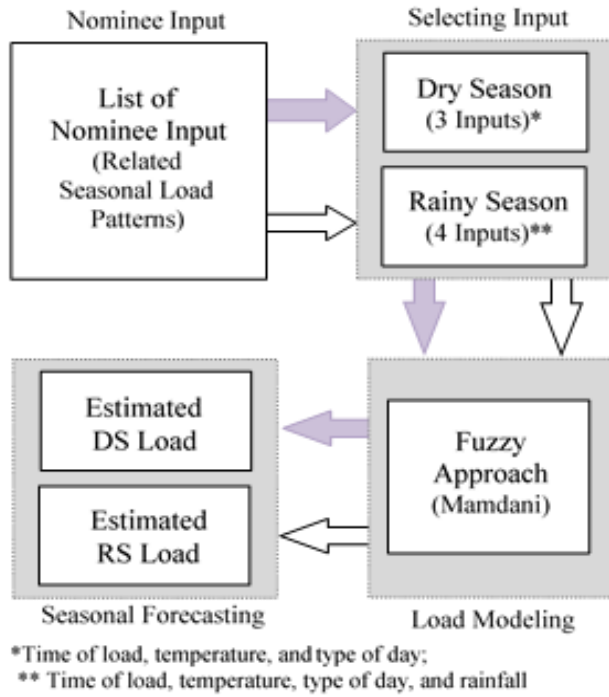 Nominee Input
Selecting Input
List of
Nominee Input
(Related
Seasonal Load
Patterns)
Dry Season
(3 Inputs)*
Rainy Season
(4 Inputs)**
Estimated
DS Load
Estimated
RS Load
Fuzzy
Approach
(Mamdani)
Seasonal Forecasting
Load Modeling
*Time of load, temperature, and type of day;
** Time of load, temperature, type of day, and rainfall